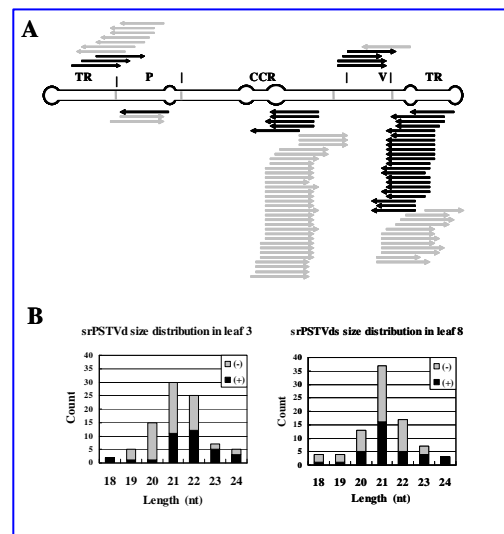 A
TR P CCR V TR
B
srPSTVd size distribution in leaf 3
40
35
30
25
20
15
10
5
0
Count
(-)
(+)
18 19 20 21 22 23 24
Length (nt)
srPSTVds size distribution in leaf 8
40
35
30
25
20
15
10
5
0
Count
(-)
(+)
18 19 20 21 22 23 24
Length (nt)